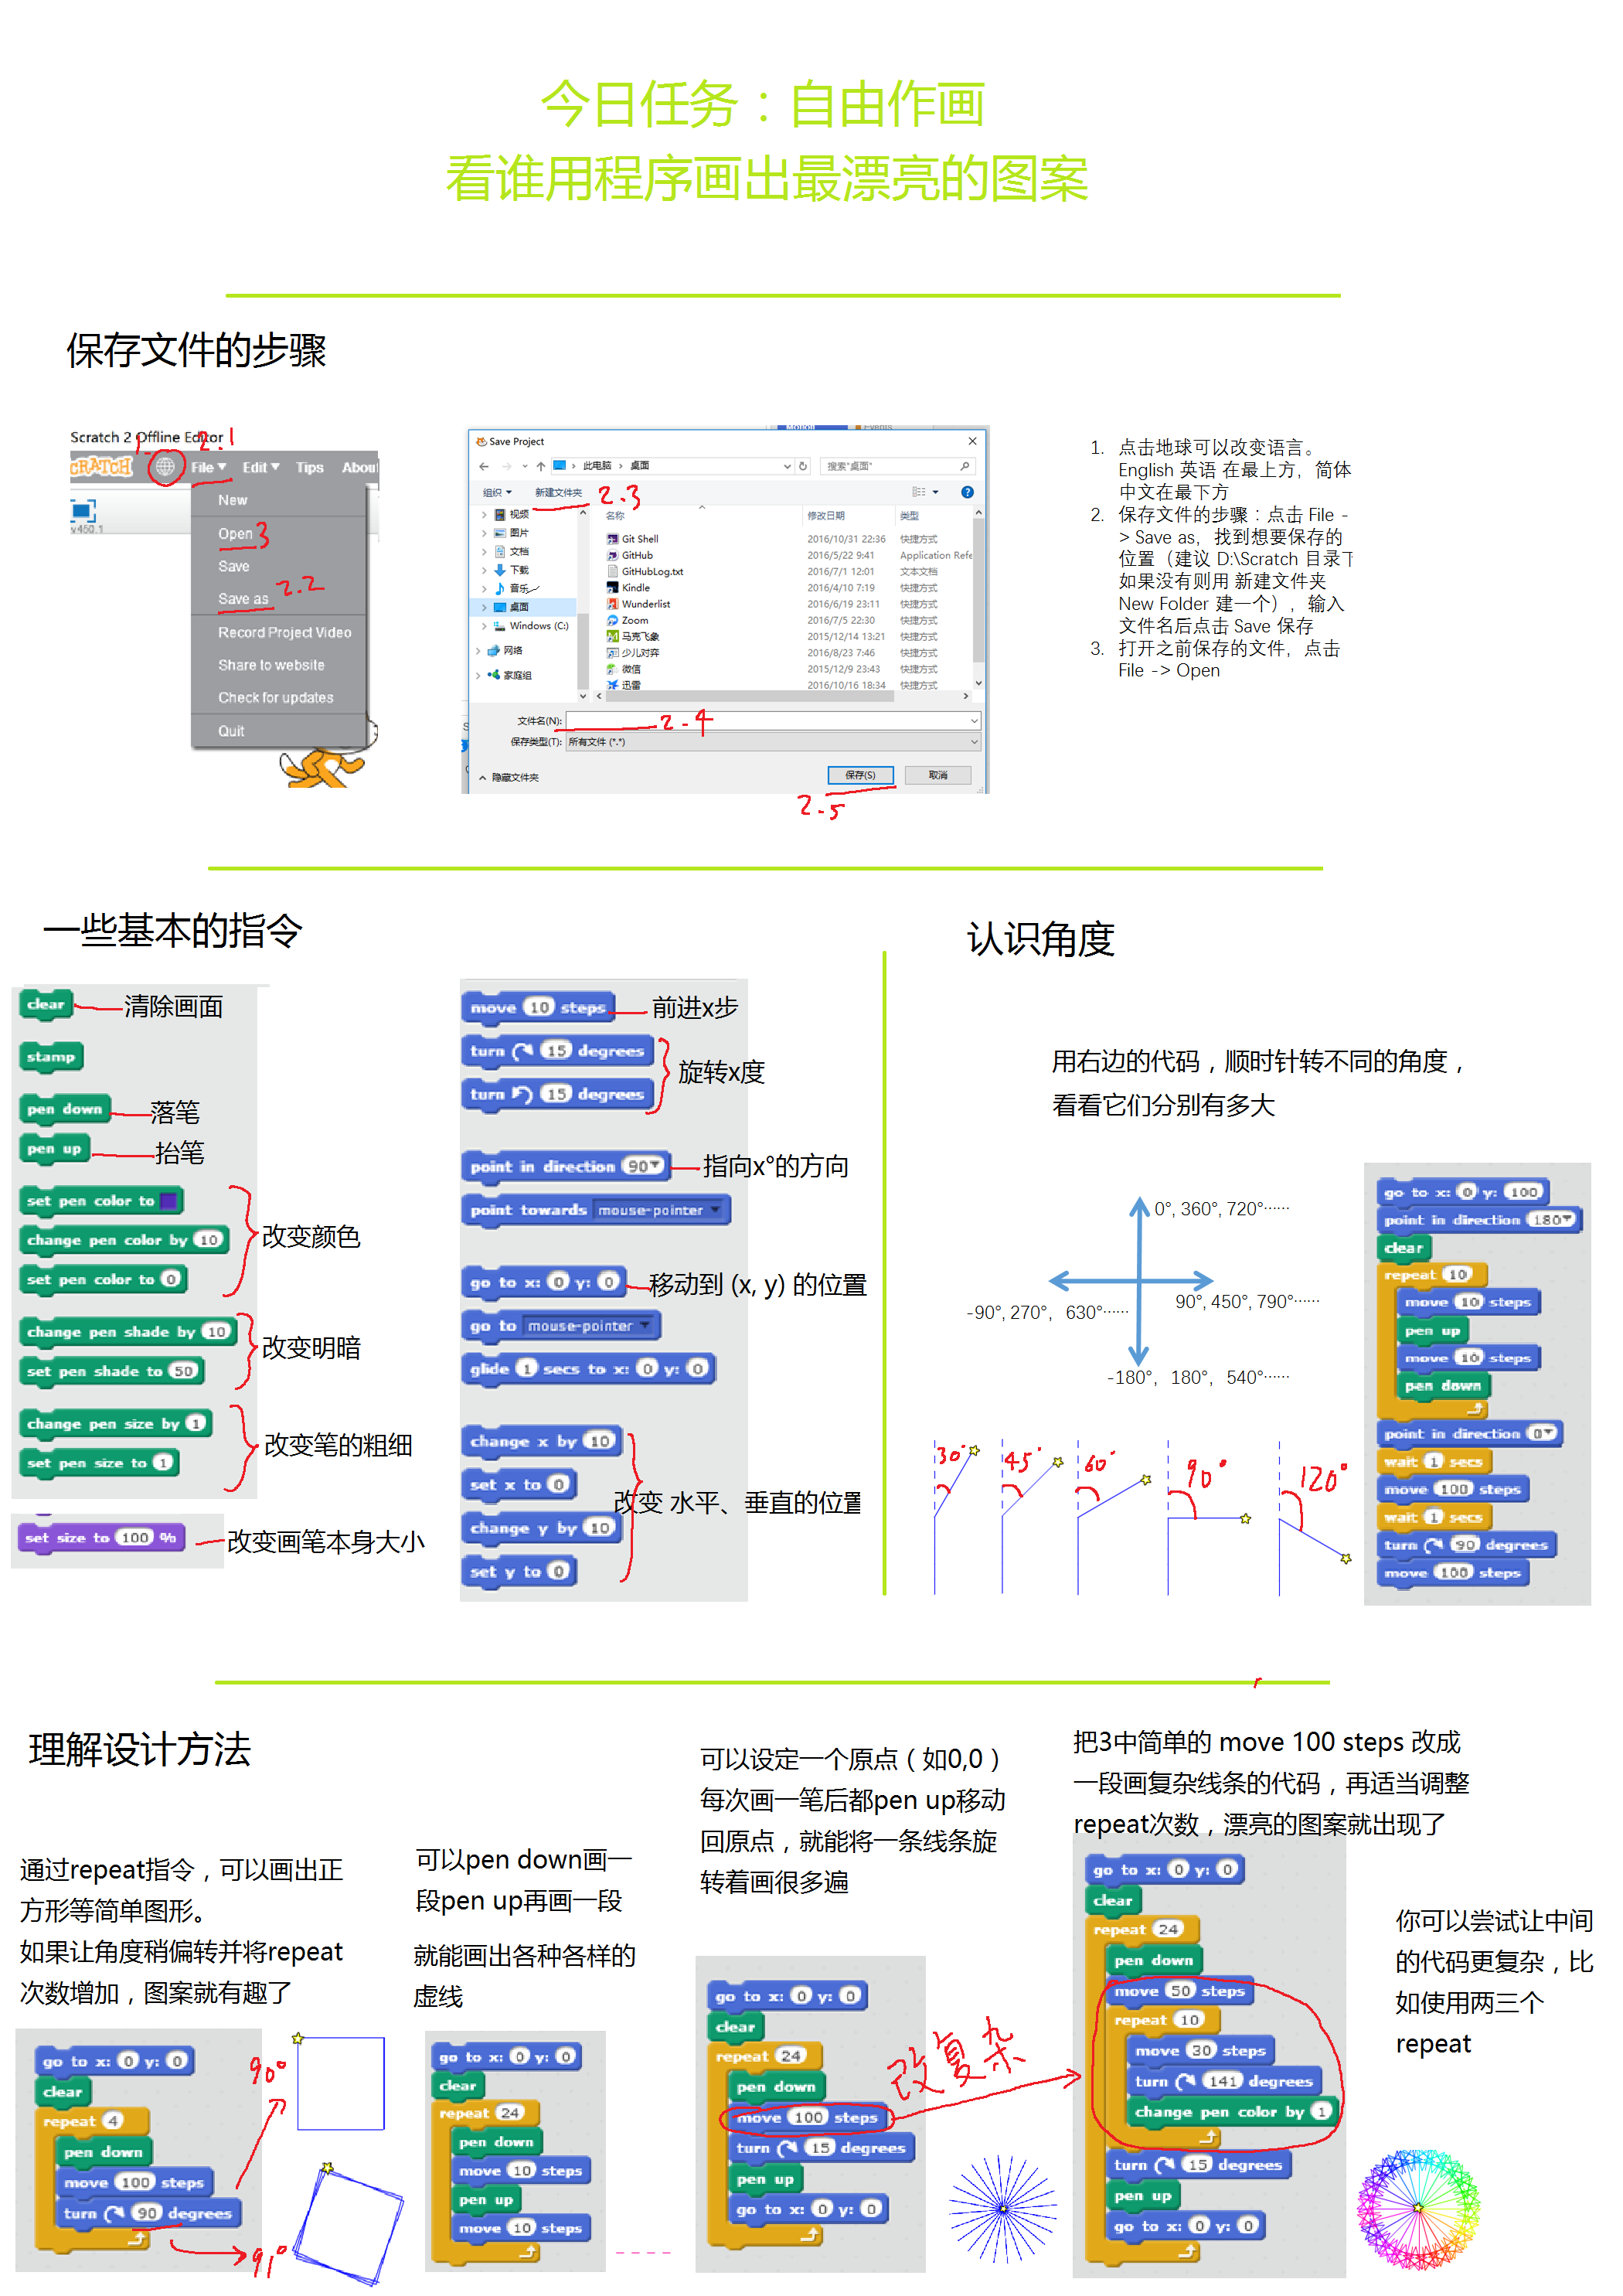 今日任务：自由作画
看谁用程序画出最漂亮的图案
保存文件的步骤
Scratch 2 Offline Editor
1.
2.1
SCRATCH
File
Edit
Tips
About
New
Open
3
Save
Save as
2.2
Record Project Video
Share to website
Check for updates
Quit
v450.1
Motion
Events
Save Project
此电脑
桌面
搜索"桌面"
组织
新建文件夹
2.3
视频
图片
文档
下载
音乐
桌面
Windows (C:)
网络
家庭组
名称
修改日期
类型
Git Shell 2016/10/31 22:36 快捷方式
GitHub 2016/5/22 9:41 Application Refe
GitHubLog.txt 2016/7/1 12:01 文本文档
Kindle 2016/4/10 7:19 快捷方式
Wunderlist 2016/6/19 23:11 快捷方式
Zoom 2016/7/5 22:30 快捷方式
马克飞象 2015/12/14 13:21 快捷方式
少儿对弈 2016/8/23 7:46 快捷方式
微信 2015/12/9 23:43 快捷方式
迅雷 2016/10/16 18:34 快捷方式
文件名(N):
2-4
保存类型(T): 所有文件 (*.*)
隐藏文件夹
保存(S)
取消
2-5
1. 点击地球可以改变语言。
English 英语 在最上方，简体
中文在最下方
2. 保存文件的步骤：点击 File -
> Save as，找到想要保存的
位置（建议 D:\Scratch 目录下
如果没有则用 新建文件夹
New Folder 建一个），输入
文件名后点击 Save 保存
3. 打开之前保存的文件，点击
File -> Open
一些基本的指令
clear
清除画面
stamp
pen down
落笔
pen up
抬笔
set pen color to
change pen color by 10
set pen color to 0
改变颜色
change pen shade by 10
set pen shade to 50
改变明暗
change pen size by 1
set pen size to 1
改变笔的粗细
set size to 100 %
改变画笔本身大小
move 10 steps
前进x步
turn 15 degrees
turn 15 degrees
旋转x度
point in direction 90
指向x°的方向
point towards mouse-pointer
go to x: 0 y: 0
移动到 (x, y) 的位置
go to mouse-pointer
glide 1 secs to x: 0 y: 0
change x by 10
set x to 0
change y by 10
set y to 0
改变 水平、垂直的位置
认识角度
用右边的代码，顺时针转不同的角度，
看看它们分别有多大
0°, 360°, 720°……
-90°, 270°, 630°……
90°, 450°, 790°……
-180°, 180°, 540°……
30°
45°
60°
90°
120°
go to x: 0 y: 100
point in direction 180
clear
repeat 10
move 10 steps
pen up
move 10 steps
pen down
point in direction 0
wait 1 secs
move 100 steps
wait 1 secs
turn 90 degrees
move 100 steps
理解设计方法
通过repeat指令，可以画出正
方形等简单图形。
如果让角度稍偏转并将repeat
次数增加，图案就有趣了
go to x: 0 y: 0
clear
repeat 4
pen down
move 100 steps
turn 90 degrees
90°
91°
可以pen down画一
段pen up再画一段
就能画出各种各样的
虚线
go to x: 0 y: 0
clear
repeat 24
pen down
move 10 steps
pen up
move 10 steps
可以设定一个原点（如0,0）
每次画一笔后都pen up移动
回原点，就能将一条线条旋
转着画很多遍
go to x: 0 y: 0
clear
repeat 24
pen down
move 100 steps
turn 15 degrees
pen up
go to x: 0 y: 0
改复杂
把3中简单的 move 100 steps 改成
一段画复杂线条的代码，再适当调整
repeat次数，漂亮的图案就出现了
go to x: 0 y: 0
clear
repeat 24
pen down
move 50 steps
repeat 10
move 30 steps
turn 141 degrees
change pen color by 1
turn 15 degrees
pen up
go to x: 0 y: 0
你可以尝试让中间
的代码更复杂，比
如使用两三个
repeat